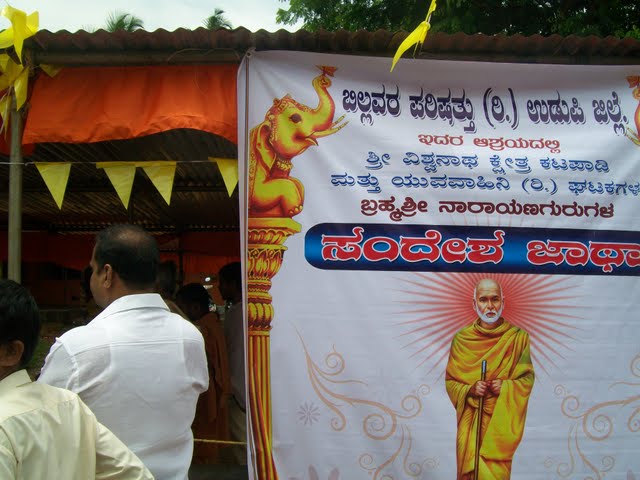 ಬಿಲ್ಲವರ ಪರಿಷತ್ತು (ರಿ.) ಉಡುಪಿ ಜಿಲ್ಲೆ.
ಇದರ ಆಶ್ರಯದಲ್ಲಿ
ಶ್ರೀ ವಿಶ್ವನಾಥ ಕ್ಷೇತ್ರ ಕಟಪಾಡಿ
ಮತ್ತು ಯುವವಾಹಿನಿ (ರಿ.) ಘಟಕಗಳ
ಬ್ರಹ್ಮಶ್ರೀ ನಾರಾಯಣಗುರುಗಳ
ಸಂದೇಶ ಜಾಥಾ